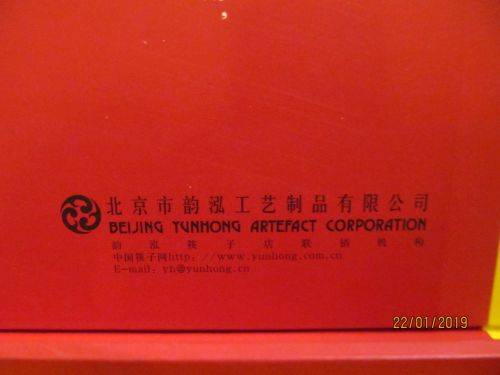 北京市韵泓工艺制品有限公司
BEIJING YUNHONG ARTEFACT CORPORATION
韵泓筷子店联销机构
中国筷子网http://www.yunhong.com.cn
E-mail: yh@yunhong.com
22/01/2019